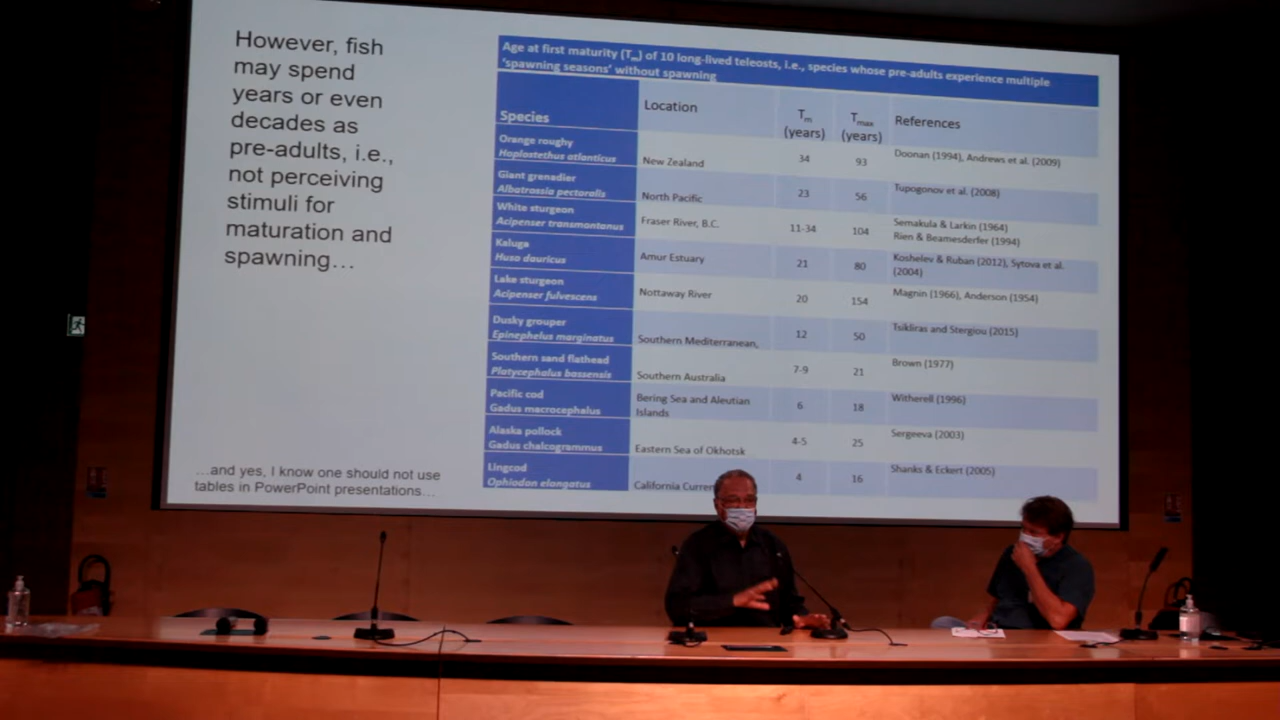 However, fish
may spend
years or even
decades as
pre-adults, i.e.,
not perceiving
stimuli for
maturation and
spawning…
…and yes, I know one should not use
tables in PowerPoint presentations…
Age at first maturity (Tm) of 10 long-lived teleosts, i.e., species whose pre-adults experience multiple
'spawning seasons' without spawning
Species Location Tm (years) Tmax (years) References
Orange roughy
Hoplostethus atlanticus New Zealand 34 93 Doonan (1994), Andrews et al. (2009)
Giant grenadier
Albatrossia pectoralis North Pacific 23 56 Tupogonov et al. (2008)
White sturgeon
Acipenser transmontanus Fraser River, B.C. 11-34 104 Semakula & Larkin (1964)
Rien & Beamesderfer (1994)
Kaluga
Huso dauricus Amur Estuary 21 80 Koshelev & Ruban (2012), Sytova et al.
(2004)
Lake sturgeon
Acipenser fulvescens Nottaway River 20 154 Magnin (1966), Anderson (1954)
Dusky grouper
Epinephelus marginatus Southern Mediterranean, 12 50 Tsikliras and Stergiou (2015)
Southern sand flathead
Platycephalus bassensis Southern Australia 7-9 21 Brown (1977)
Pacific cod
Gadus macrocephalus Bering Sea and Aleutian
Islands 6 18 Witherell (1996)
Alaska pollock
Gadus chalcogrammus Eastern Sea of Okhotsk 4-5 25 Sergeeva (2003)
Lingcod
Ophiodon elongatus California Curren 4 16 Shanks & Eckert (2005)